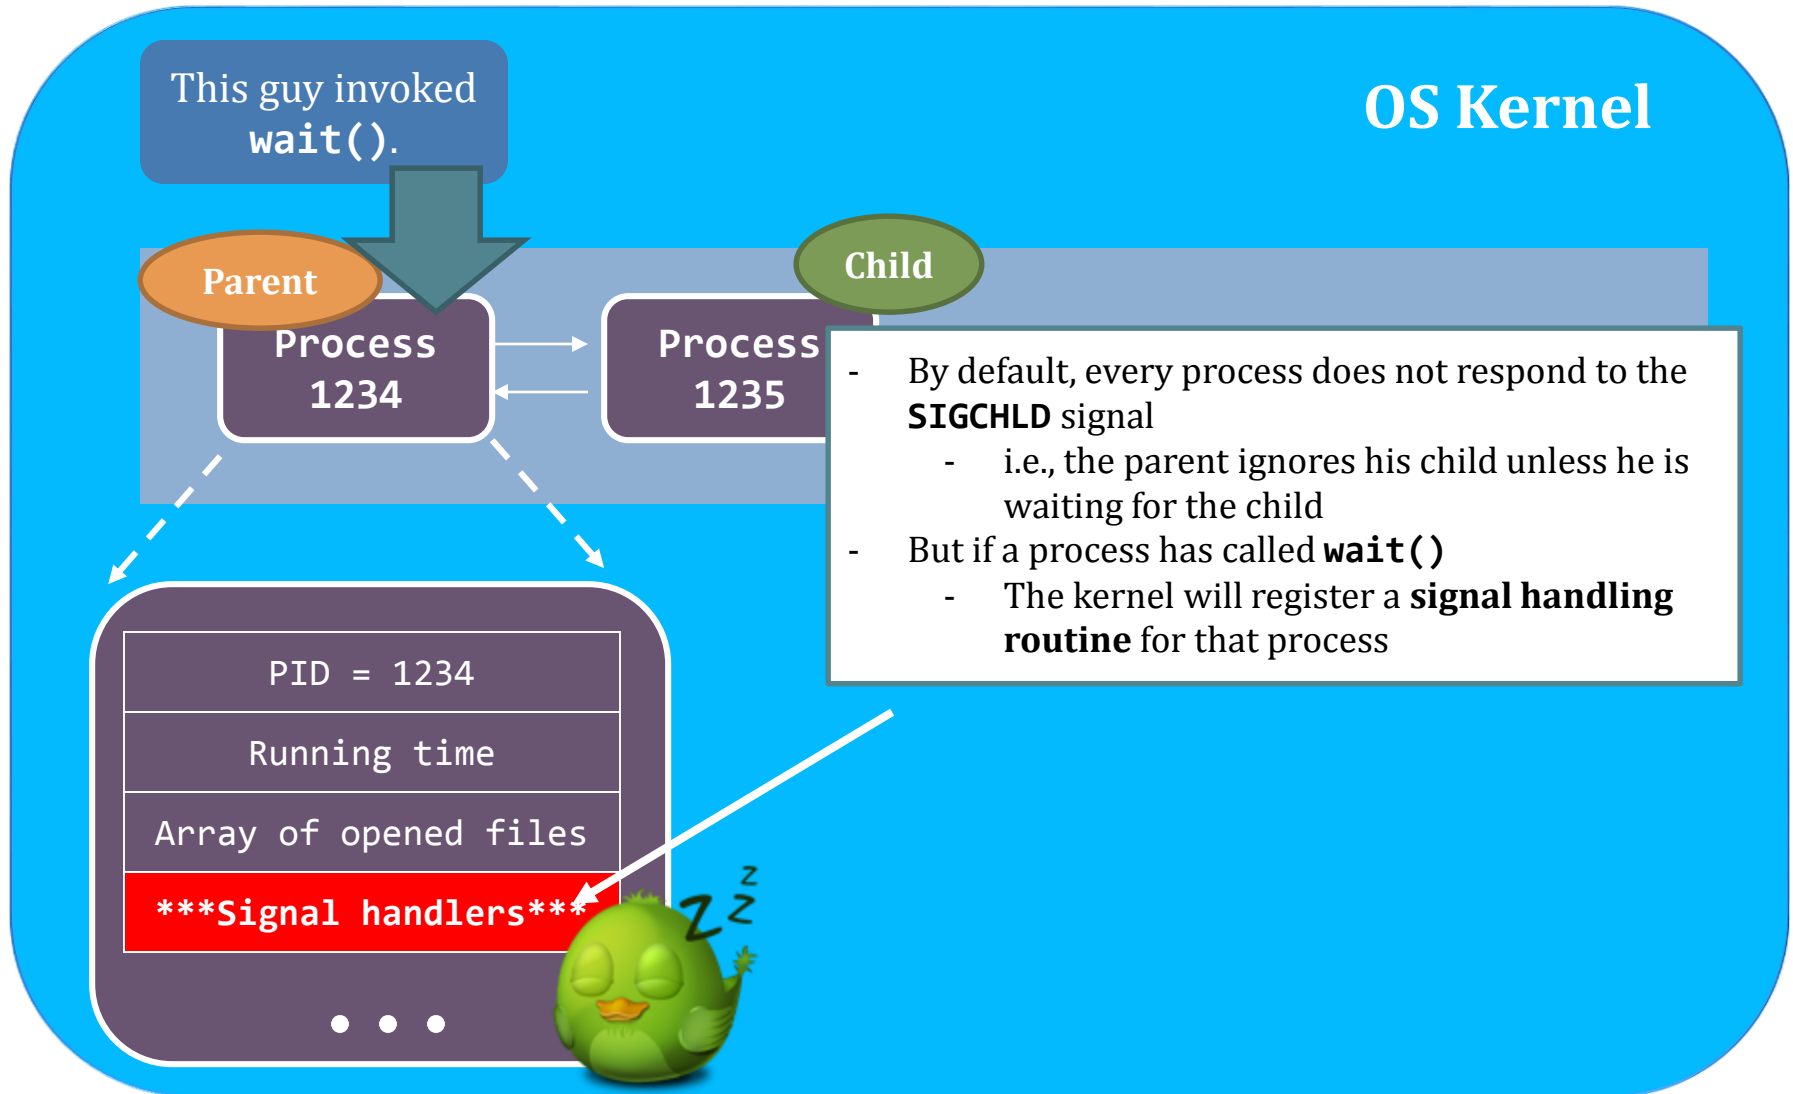 This guy invoked
wait().
OS Kernel
Parent
Child
Process
1234
Process
1235
- By default, every process does not respond to the
SIGCHLD signal
- i.e., the parent ignores his child unless he is
waiting for the child
- But if a process has called wait()
- The kernel will register a signal handling
routine for that process
PID = 1234
Running time
Array of opened files
***Signal handlers***
z
z
z